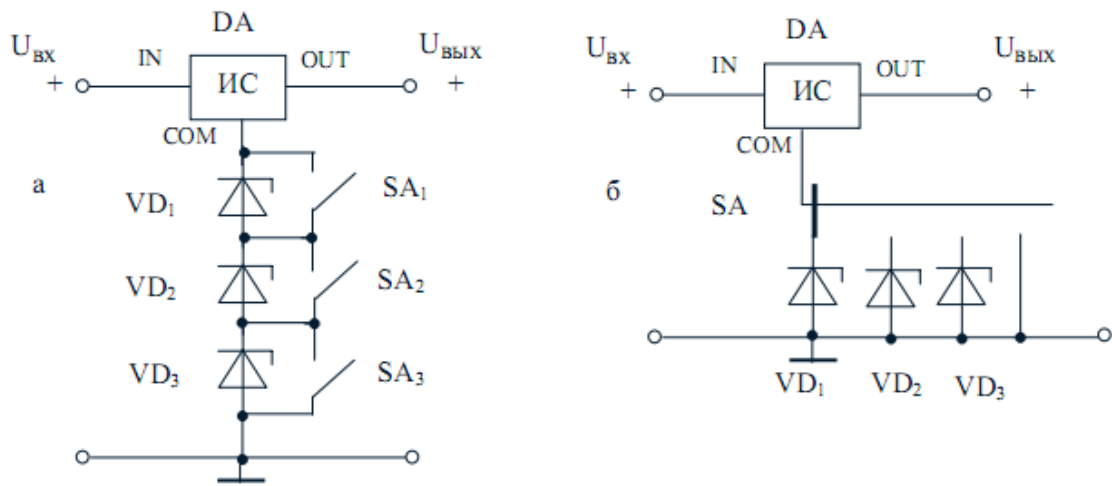 DA
Uвх
+
IN
ИС
OUT
Uвых
+
COM
а
VD1
SA1
VD2
SA2
VD3
SA3
DA
Uвх
+
IN
ИС
OUT
Uвых
+
COM
б
SA
VD1
VD2
VD3